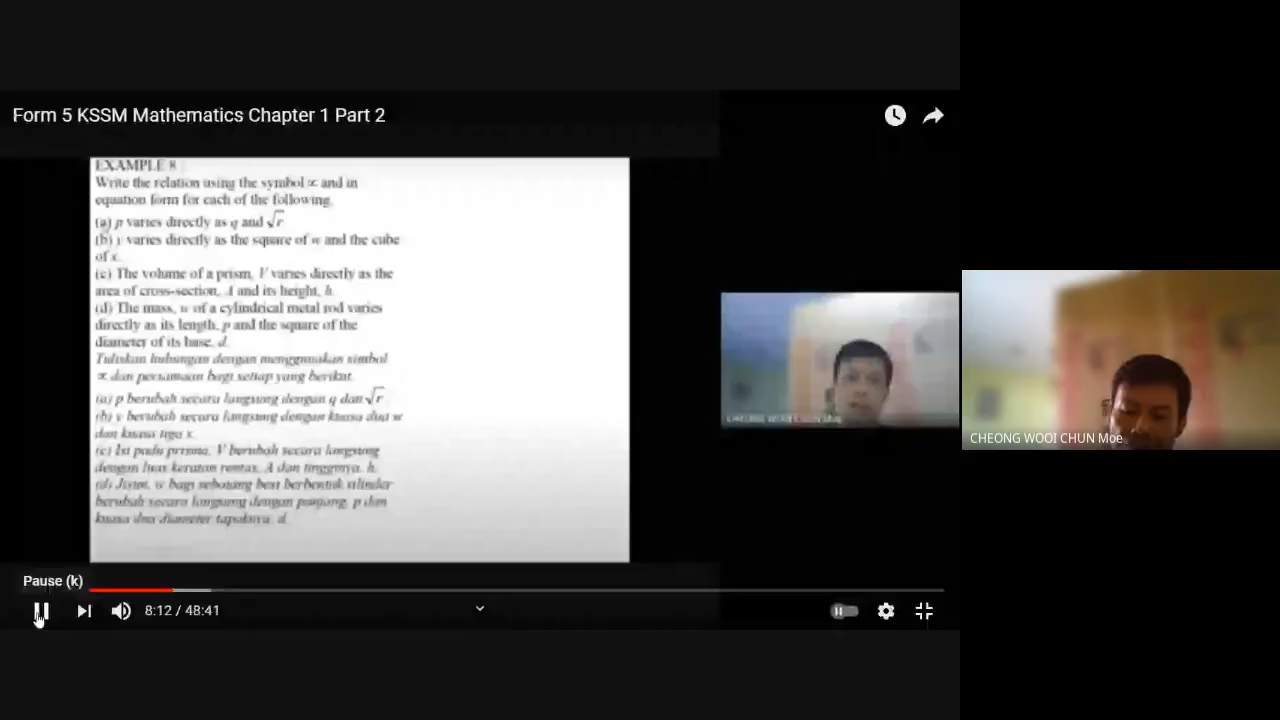 Form 5 KSSM Mathematics Chapter 1 Part 2
EXAMPLE 8
Write the relation using the symbol ∝ and in
equation form for each of the following.
(a) p varies directly as q and √r
(b) y varies directly as the square of w and the cube
of x.
(c) The volume of a prism, V varies directly as the
area of cross-section, A and its height, h.
(d) The mass, w of a cylindrical metal rod varies
directly as its length, p and the square of the
diameter of its base, d.
Tuliskan hubungan dengan menggunakan simbol
∝ dan persamaan bagi setiap yang berikut.
(a) p berubah secara langsung dengan q dan √r
(b) y berubah secara langsung dengan kuasa dua w
dan kuasa tiga x.
(c) Isi padu prisma, V berubah secara langsung
dengan luas keratan rentas, A dan tingginya, h.
(d) Jisim, w bagi sebatang besi berbentuk silinder
berubah secara langsung dengan panjang, p dan
kuasa dua diameter tapaknya, d.
CHEONG WOOI CHUN Moe
CHEONG WOOI CHUN Moe
Pause (k)
8:12 / 48:41